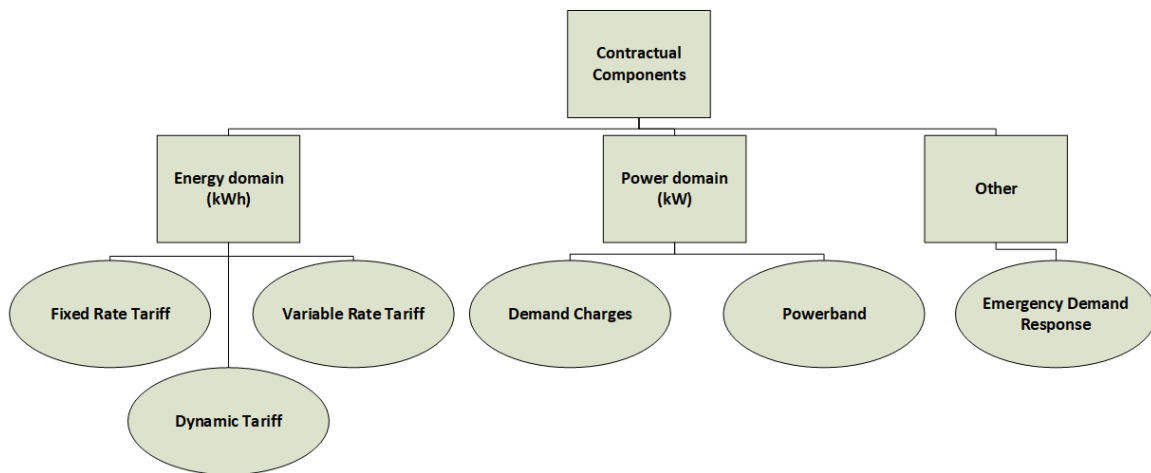 Contractual
Components
Energy domain
(kWh)
Power domain
(kW)
Other
Fixed Rate Tariff
Variable Rate Tariff
Demand Charges
Powerband
Emergency Demand
Response
Dynamic Tariff